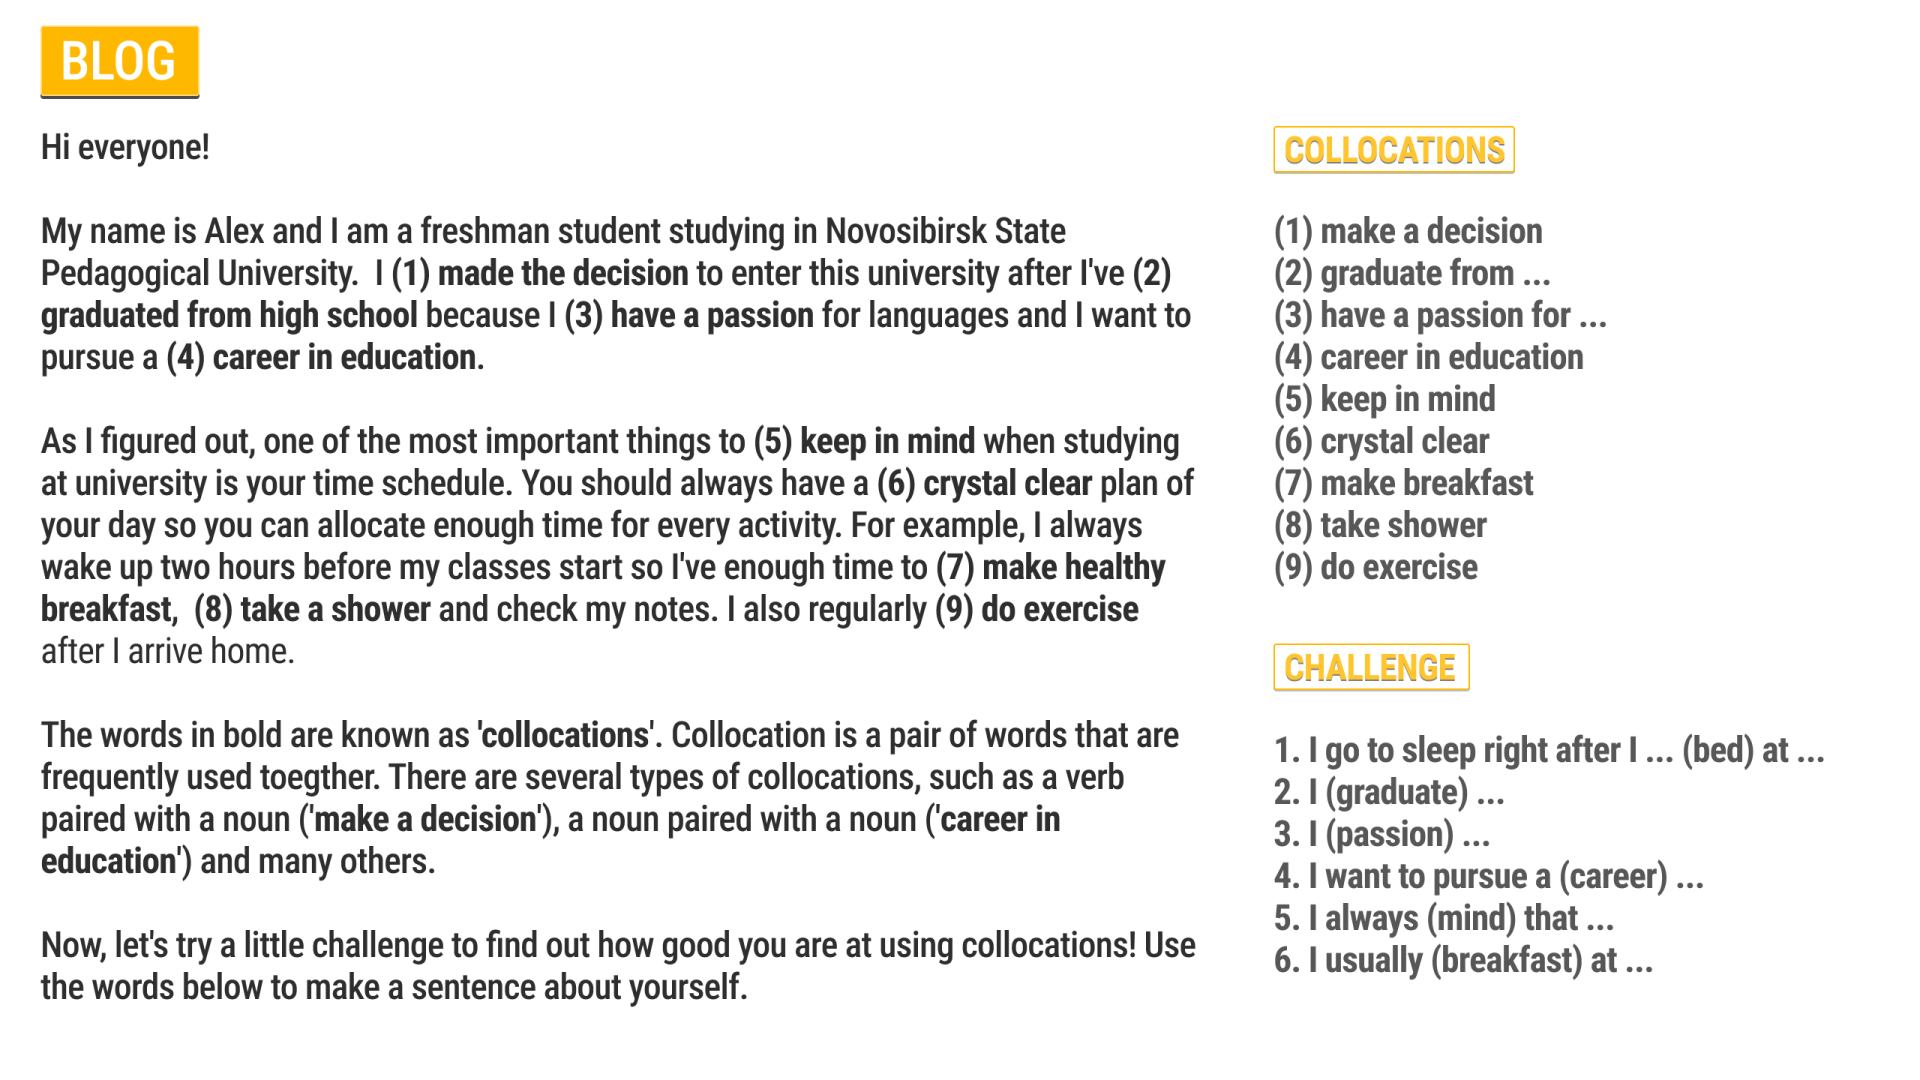 BLOG
Hi everyone!
My name is Alex and I am a freshman student studying in Novosibirsk State
Pedagogical University.  I (1) made the decision to enter this university after I've (2)
graduated from high school because I (3) have a passion for languages and I want to
pursue a (4) career in education.
As I figured out, one of the most important things to (5) keep in mind when studying
at university is your time schedule. You should always have a (6) crystal clear plan of
your day so you can allocate enough time for every activity. For example, I always
wake up two hours before my classes start so I've enough time to (7) make healthy
breakfast,  (8) take a shower and check my notes. I also regularly (9) do exercise
after I arrive home.
The words in bold are known as 'collocations'. Collocation is a pair of words that are
frequently used toegther. There are several types of collocations, such as a verb
paired with a noun ('make a decision'), a noun paired with a noun ('career in
education') and many others.
Now, let's try a little challenge to find out how good you are at using collocations! Use
the words below to make a sentence about yourself.
COLLOCATIONS
(1) make a decision
(2) graduate from ...
(3) have a passion for ...
(4) career in education
(5) keep in mind
(6) crystal clear
(7) make breakfast
(8) take shower
(9) do exercise
CHALLENGE
1. I go to sleep right after I ... (bed) at ...
2. I (graduate) ...
3. I (passion) ...
4. I want to pursue a (career) ...
5. I always (mind) that ...
6. I usually (breakfast) at ...